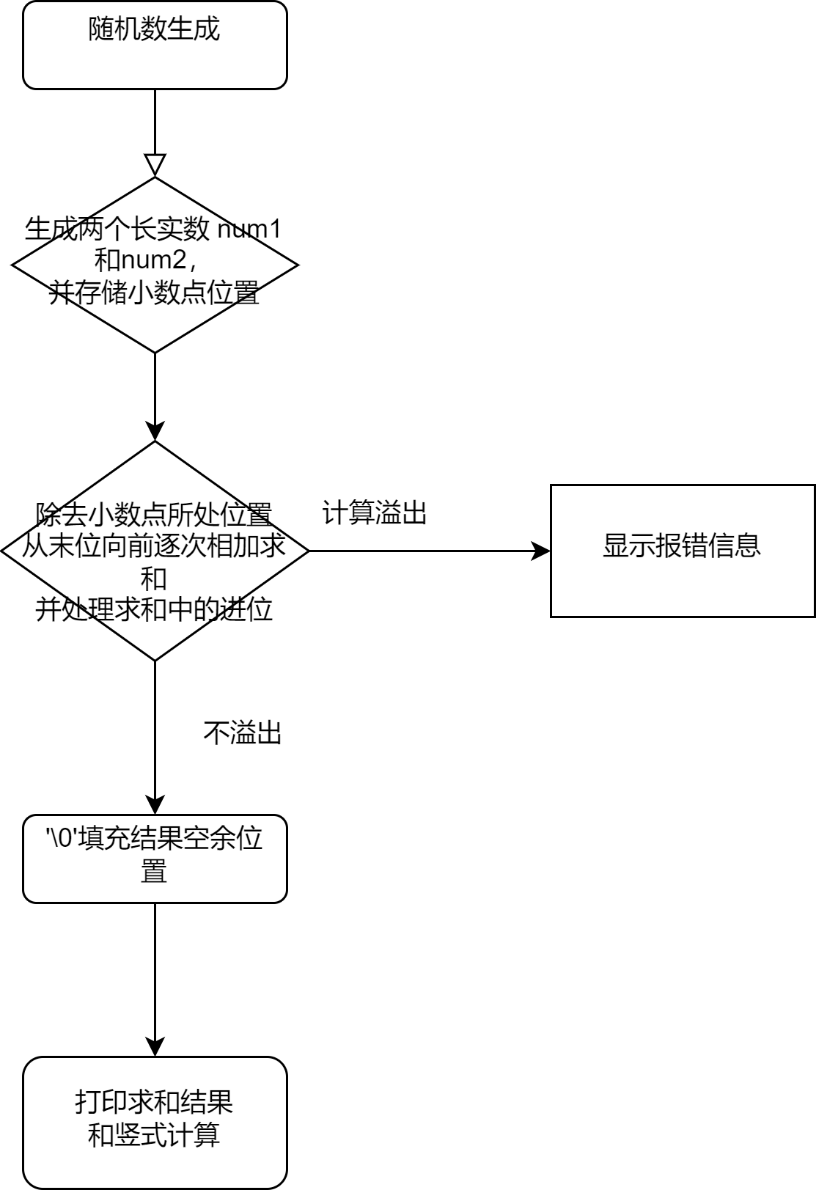 随机数生成
生成两个长实数 num1
和num2，
并存储小数点位置
除去小数点所处位置
从末位向前逐次相加求
和
并处理求和中的进位
计算溢出
显示报错信息
不溢出
'\0'填充结果空余位
置
打印求和结果
和竖式计算